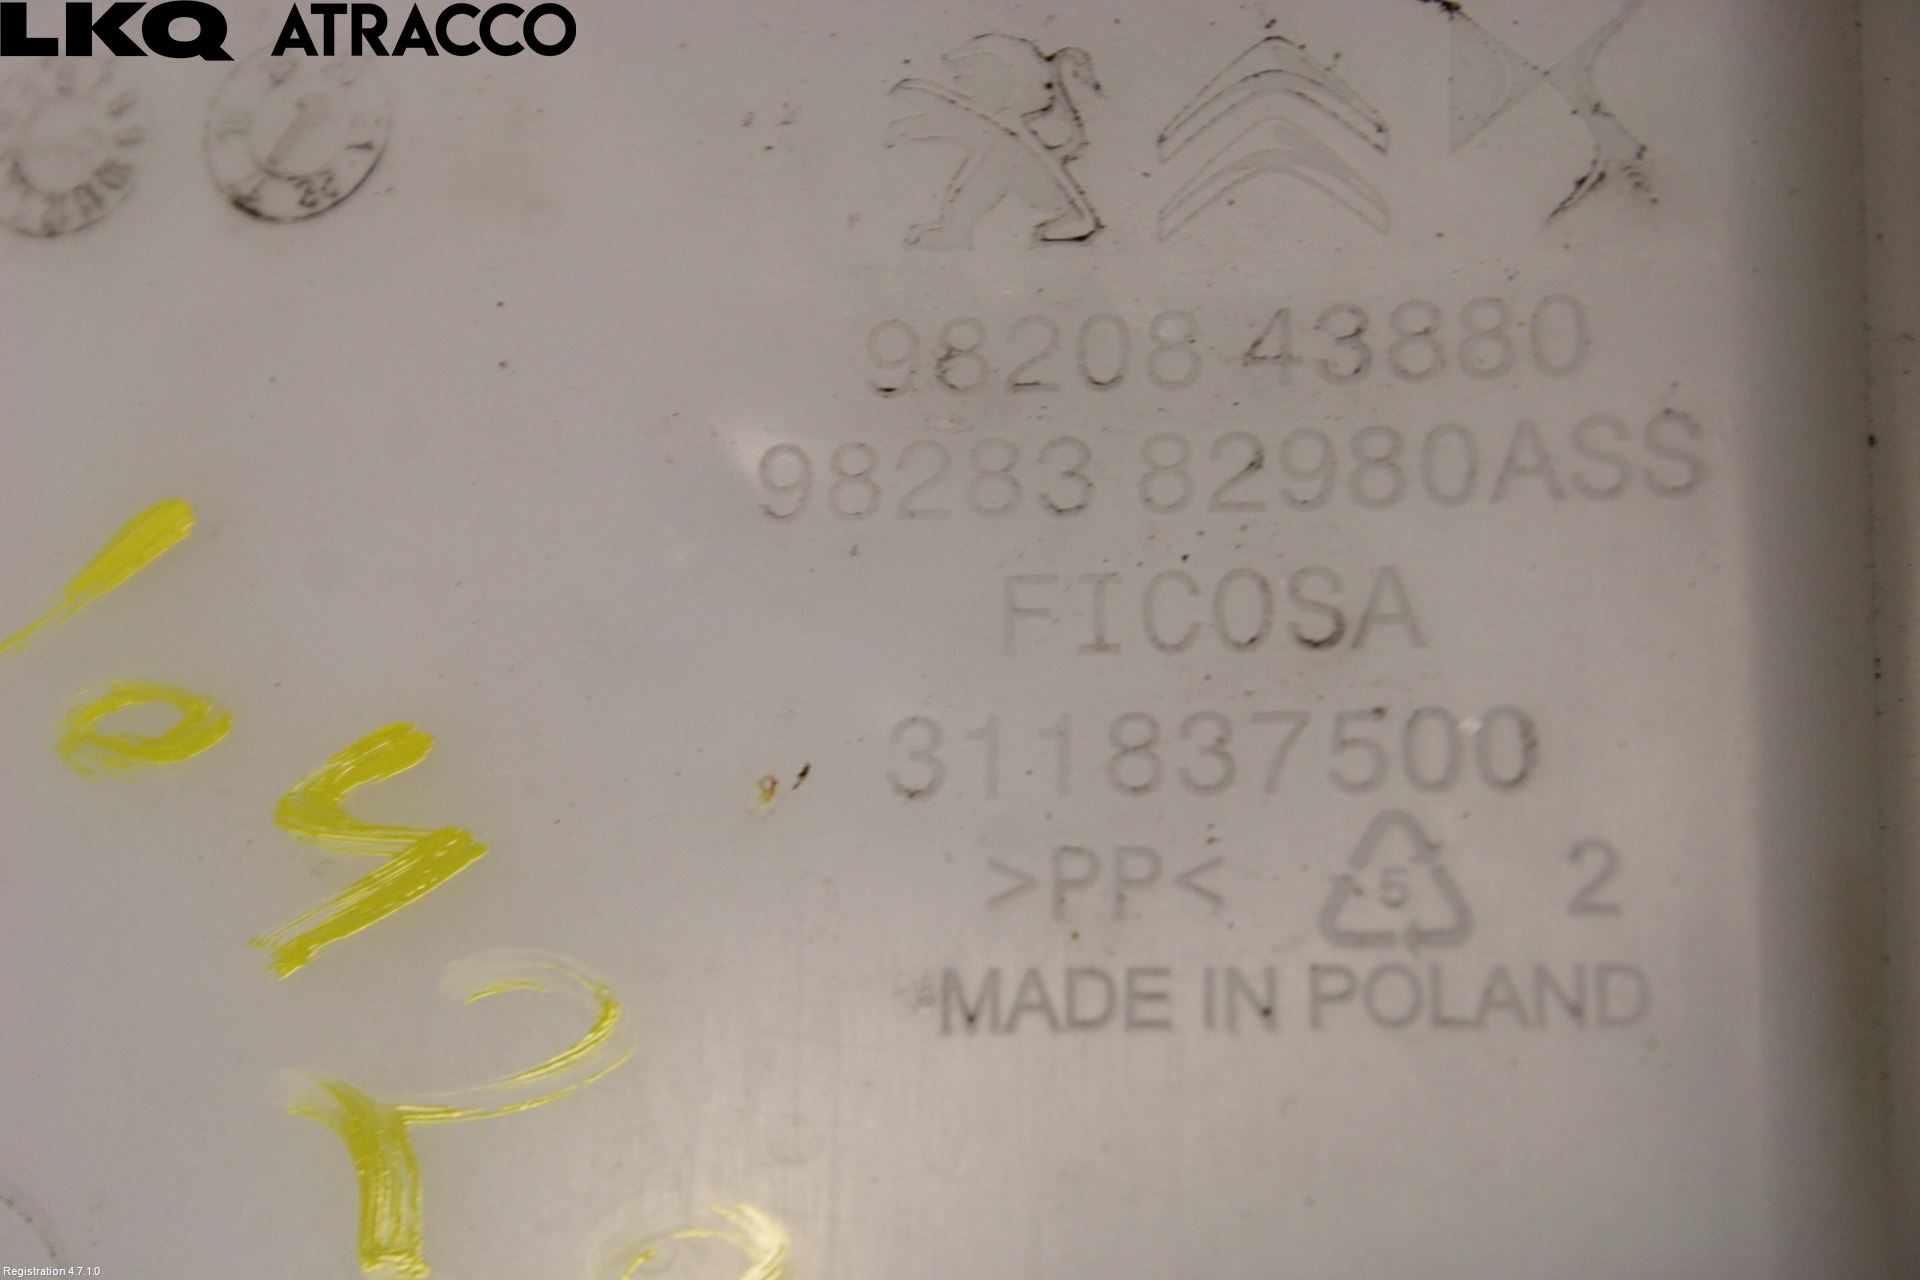 LKQ ATRACCO
22
98208 43880
98283 82980ASS
FICOSA
311837500
>PP< 5 2
MADE IN POLAND
Registration 4.7.1.0